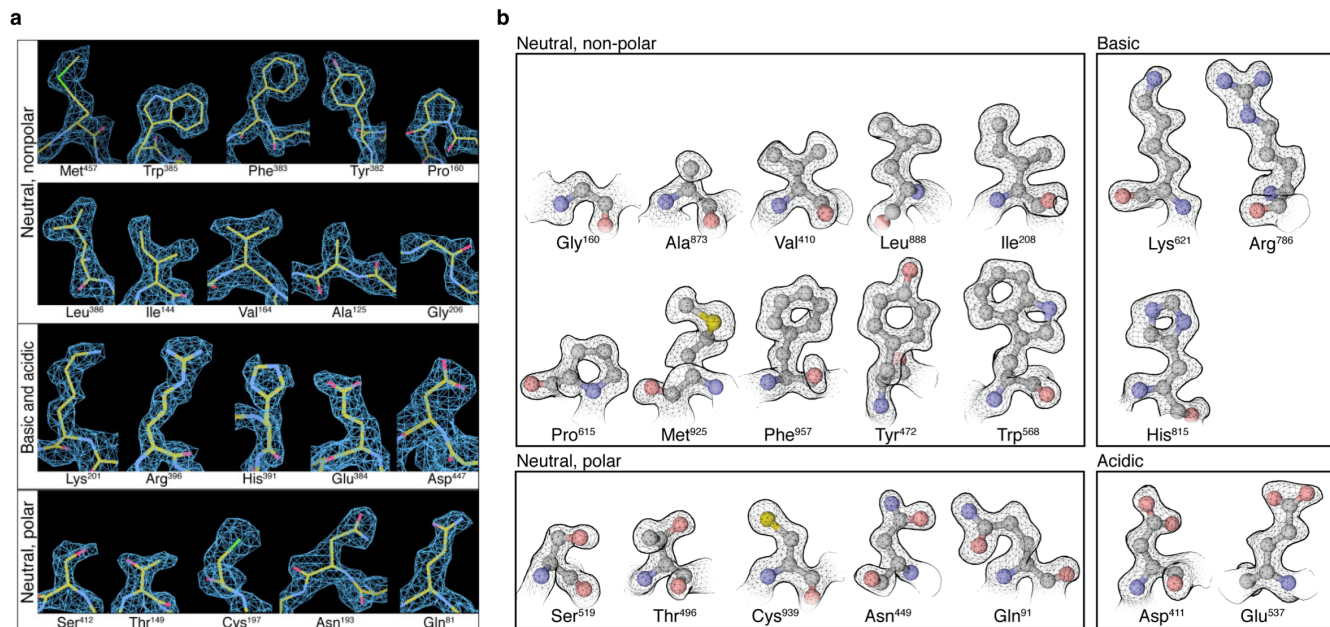 a
Neutral, nonpolar
Met457 Trp385 Phe383 Tyr382 Pro160
Leu386 Ile144 Val164 Ala125 Gly206
Basic and acidic
Lys201 Arg396 His391 Glu384 Asp447
Neutral, polar
Ser412 Thr149 Cys197 Asn193 Gln81
b
Neutral, non-polar
Gly160 Ala873 Val410 Leu888 Ile208
Pro615 Met925 Phe957 Tyr472 Trp568
Basic
Lys621 Arg786
His815
Neutral, polar
Ser519 Thr496 Cys939 Asn449 Gln91
Acidic
Asp411 Glu537